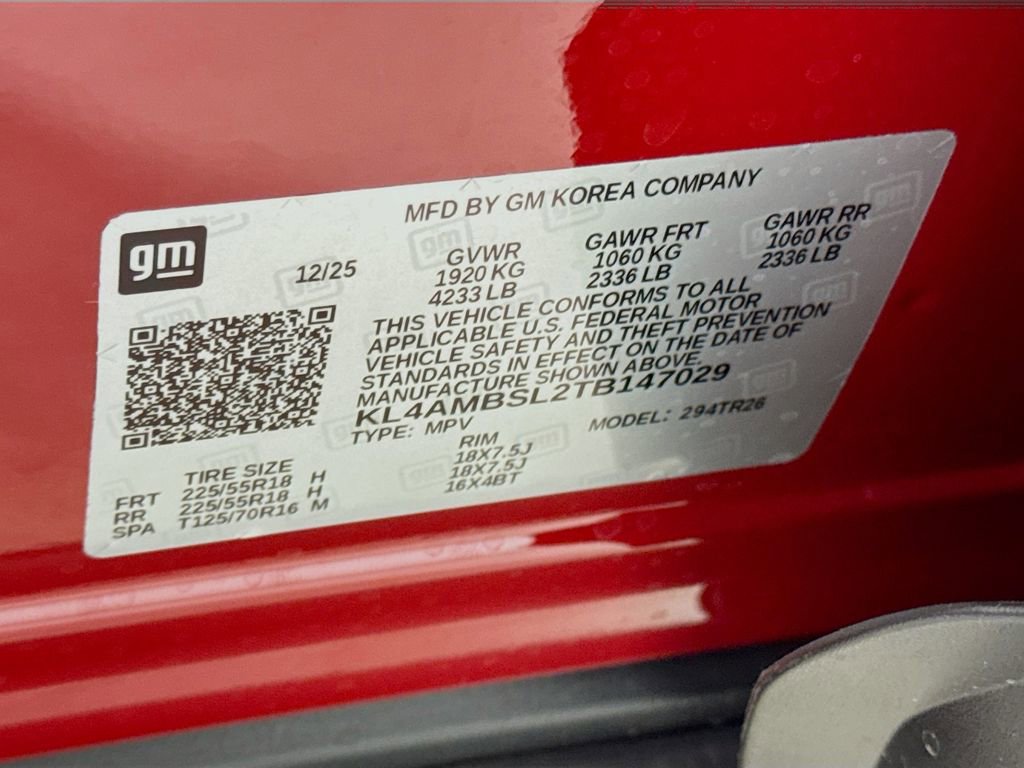 MFD BY GM KOREA COMPANY
gm
12/25
GVWR
1920 KG
4233 LB
GAWR FRT
1060 KG
2336 LB
GAWR RR
1060 KG
2336 LB
THIS VEHICLE CONFORMS TO ALL
APPLICABLE U.S. FEDERAL MOTOR
VEHICLE SAFETY AND THEFT PREVENTION
STANDARDS IN EFFECT ON THE DATE OF
MANUFACTURE SHOWN ABOVE.
KL4AMBSL2TB147029
TYPE: MPV MODEL: 294TR26
TIRE SIZE RIM
FRT 225/55R18 H 18X7.5J
RR 225/55R18 H 18X7.5J
SPA T125/70R16 M 16X4BT